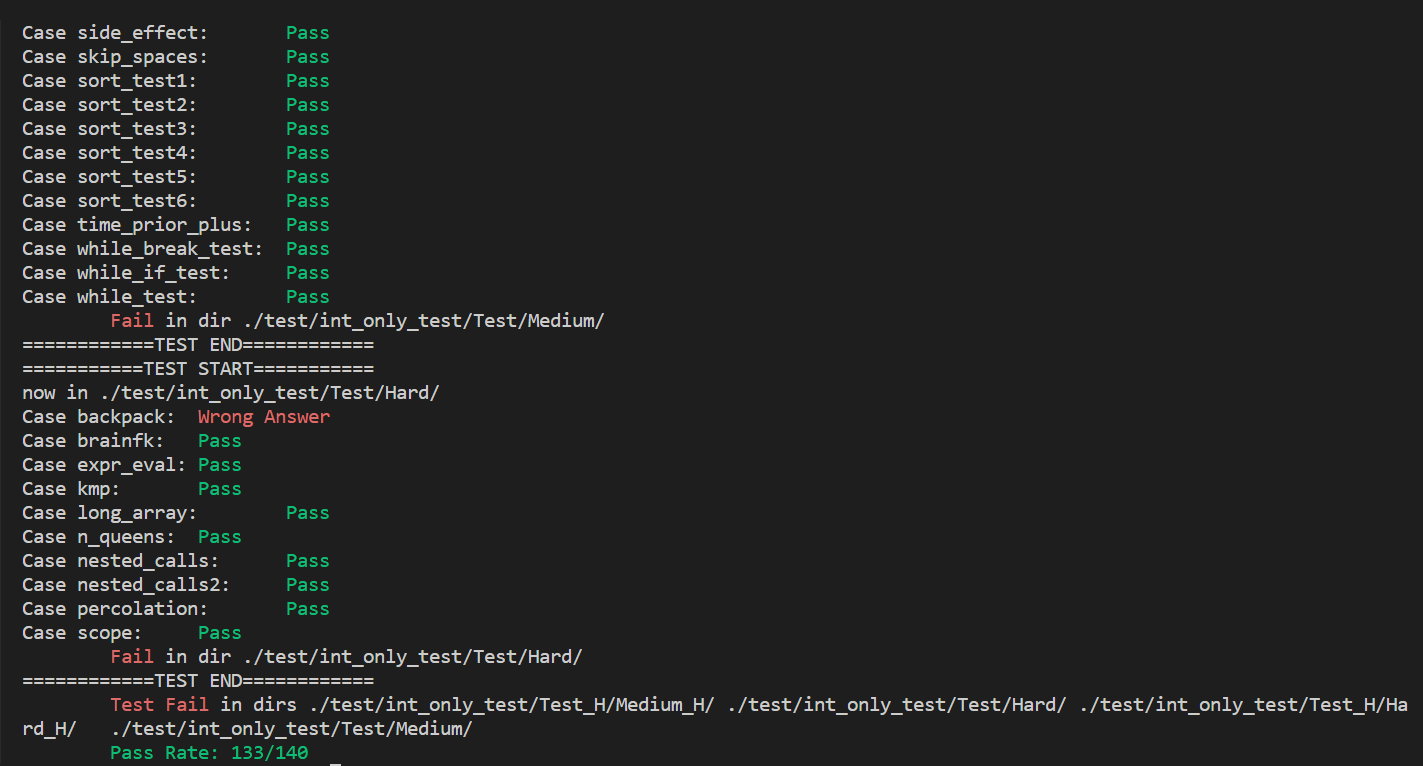 Case side_effect:       Pass
Case skip_spaces:       Pass
Case sort_test1:        Pass
Case sort_test2:        Pass
Case sort_test3:        Pass
Case sort_test4:        Pass
Case sort_test5:        Pass
Case sort_test6:        Pass
Case time_prior_plus:   Pass
Case while_break_test:  Pass
Case while_if_test:     Pass
Case while_test:        Pass
        Fail in dir ./test/int_only_test/Test/Medium/
============TEST END============
===========TEST START===========
now in ./test/int_only_test/Test/Hard/
Case backpack:  Wrong Answer
Case brainfk:   Pass
Case expr_eval: Pass
Case kmp:       Pass
Case long_array:        Pass
Case n_queens:  Pass
Case nested_calls:      Pass
Case nested_calls2:     Pass
Case percolation:       Pass
Case scope:     Pass
        Fail in dir ./test/int_only_test/Test/Hard/
============TEST END============
        Test Fail in dirs ./test/int_only_test/Test_H/Medium_H/ ./test/int_only_test/Test/Hard/ ./test/int_only_test/Test_H/Ha
rd_H/   ./test/int_only_test/Test/Medium/
        Pass Rate: 133/140